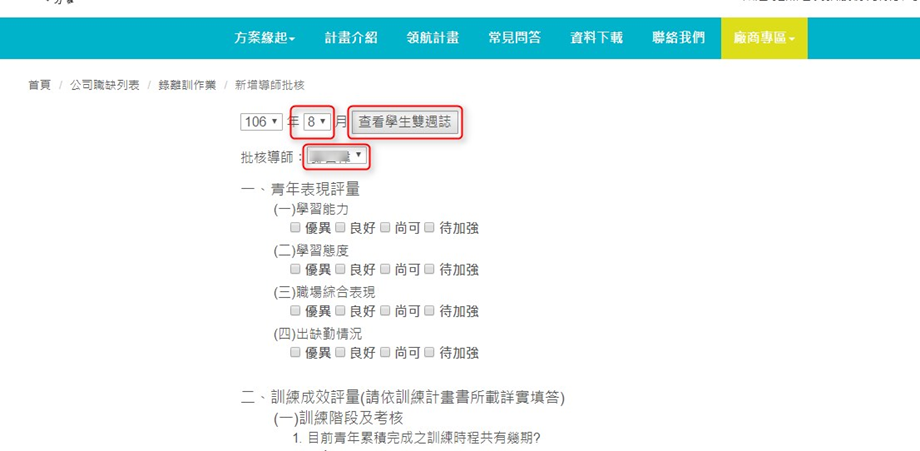 方案緣起 計畫介紹 領航計畫 常見問答 資料下載 聯絡我們 廠商專區
首頁 / 公司職缺列表 / 錄離訓作業 / 新增導師批核
106 年 8 月 查看學生雙週誌
批核導師：
一、青年表現評量
(一)學習能力
優異 良好 尚可 待加強
(二)學習態度
優異 良好 尚可 待加強
(三)職場綜合表現
優異 良好 尚可 待加強
(四)出缺勤情況
優異 良好 尚可 待加強
二、訓練成效評量(請依訓練計畫書所載詳實填答)
(一)訓練階段及考核
1. 目前青年累積完成之訓練時程共有幾期?